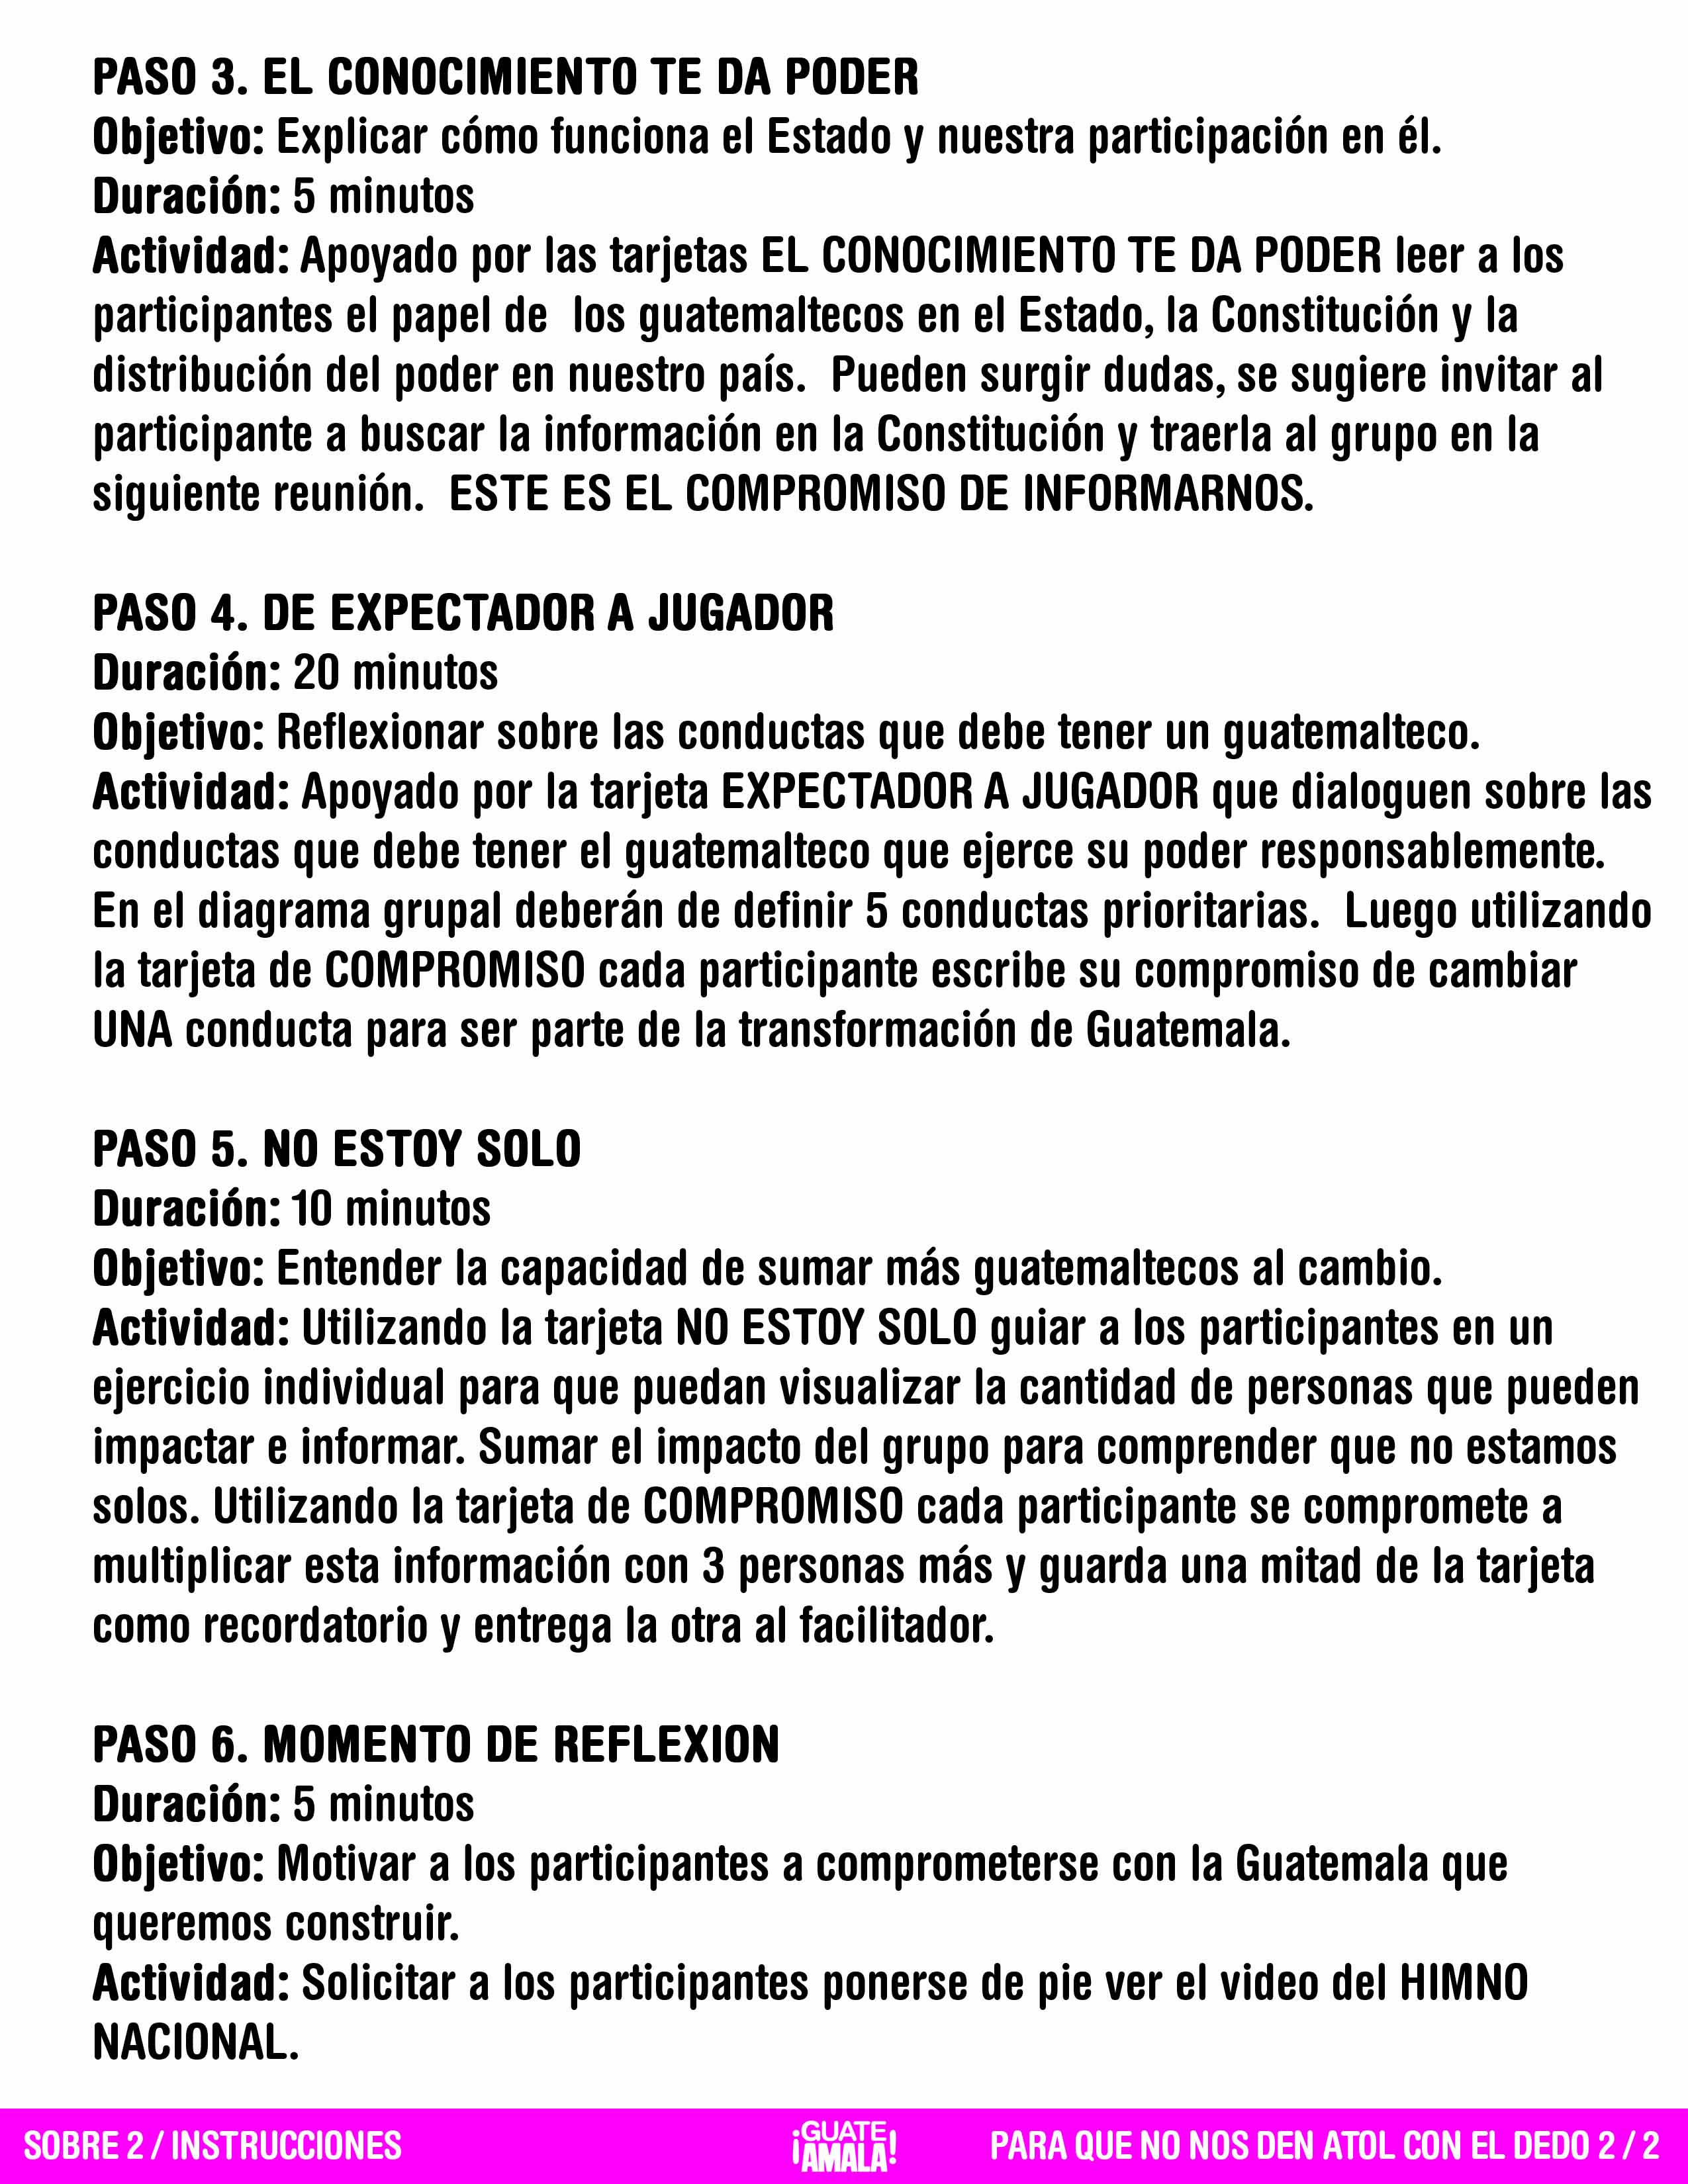 PASO 3. EL CONOCIMIENTO TE DA PODER
Objetivo: Explicar cómo funciona el Estado y nuestra participación en él.
Duración: 5 minutos
Actividad: Apoyado por las tarjetas EL CONOCIMIENTO TE DA PODER leer a los
participantes el papel de  los guatemaltecos en el Estado, la Constitución y la
distribución del poder en nuestro país.  Pueden surgir dudas, se sugiere invitar al
participante a buscar la información en la Constitución y traerla al grupo en la
siguiente reunión.  ESTE ES EL COMPROMISO DE INFORMARNOS.
PASO 4. DE EXPECTADOR A JUGADOR
Duración: 20 minutos
Objetivo: Reflexionar sobre las conductas que debe tener un guatemalteco.
Actividad: Apoyado por la tarjeta EXPECTADOR A JUGADOR que dialoguen sobre las
conductas que debe tener el guatemalteco que ejerce su poder responsablemente.
En el diagrama grupal deberán de definir 5 conductas prioritarias.  Luego utilizando
la tarjeta de COMPROMISO cada participante escribe su compromiso de cambiar
UNA conducta para ser parte de la transformación de Guatemala.
PASO 5. NO ESTOY SOLO
Duración: 10 minutos
Objetivo: Entender la capacidad de sumar más guatemaltecos al cambio.
Actividad: Utilizando la tarjeta NO ESTOY SOLO guiar a los participantes en un
ejercicio individual para que puedan visualizar la cantidad de personas que pueden
impactar e informar. Sumar el impacto del grupo para comprender que no estamos
solos. Utilizando la tarjeta de COMPROMISO cada participante se compromete a
multiplicar esta información con 3 personas más y guarda una mitad de la tarjeta
como recordatorio y entrega la otra al facilitador.
PASO 6. MOMENTO DE REFLEXION
Duración: 5 minutos
Objetivo: Motivar a los participantes a comprometerse con la Guatemala que
queremos construir.
Actividad: Solicitar a los participantes ponerse de pie ver el video del HIMNO
NACIONAL.
SOBRE 2 / INSTRUCCIONES
¡GUATE
AMALA!
PARA QUE NO NOS DEN ATOL CON EL DEDO 2 / 2